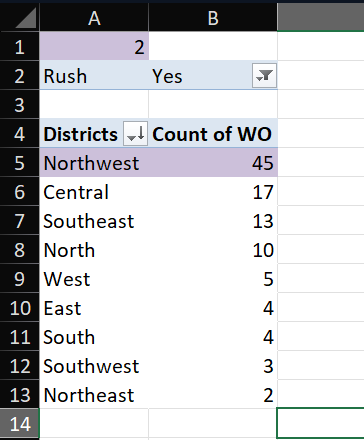 A B
1 2
2 Rush Yes
3
4 Districts Count of WO
5 Northwest 45
6 Central 17
7 Southeast 13
8 North 10
9 West 5
10 East 4
11 South 4
12 Southwest 3
13 Northeast 2
14